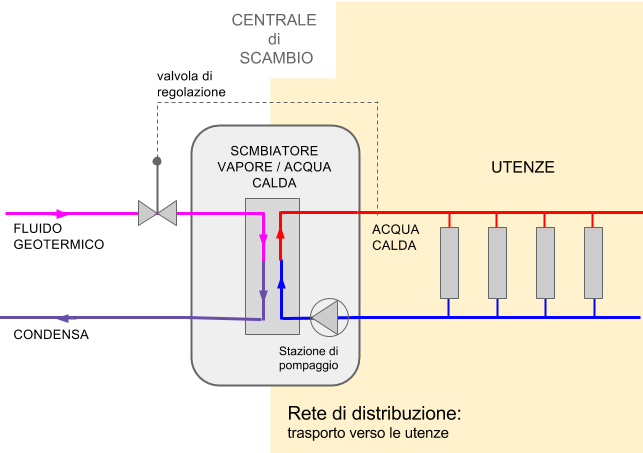 CENTRALE
di
SCAMBIO
valvola di
regolazione
SCMBIATORE
VAPORE / ACQUA
CALDA
UTENZE
FLUIDO
GEOTERMICO
ACQUA
CALDA
CONDENSA
Stazione di
pompaggio
Rete di distribuzione:
trasporto verso le utenze